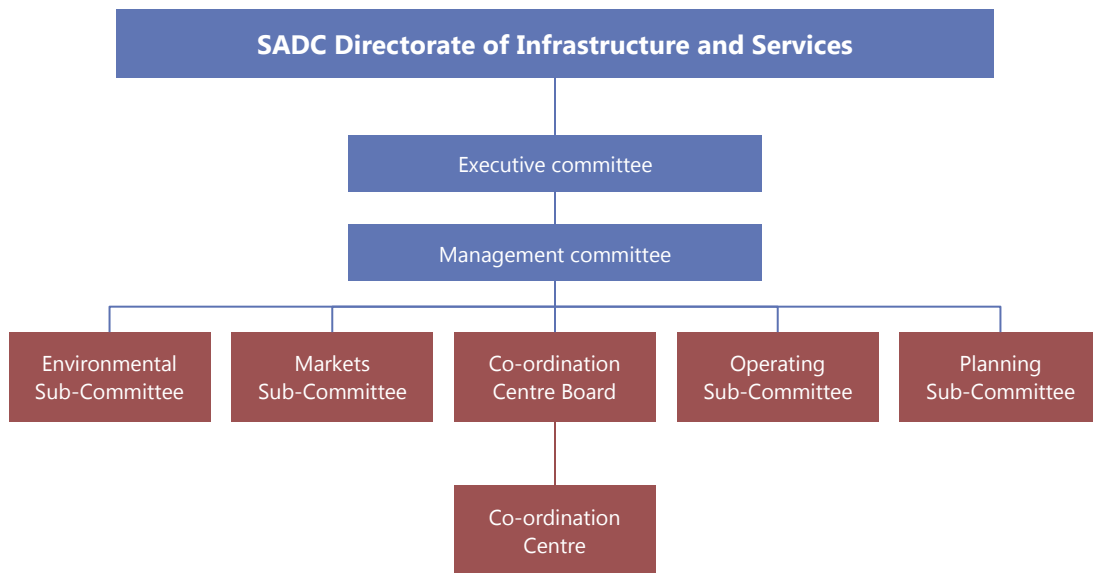 SADC Directorate of Infrastructure and Services
Executive committee
Management committee
Environmental
Sub-Committee
Markets
Sub-Committee
Co-ordination
Centre Board
Operating
Sub-Committee
Planning
Sub-Committee
Co-ordination
Centre